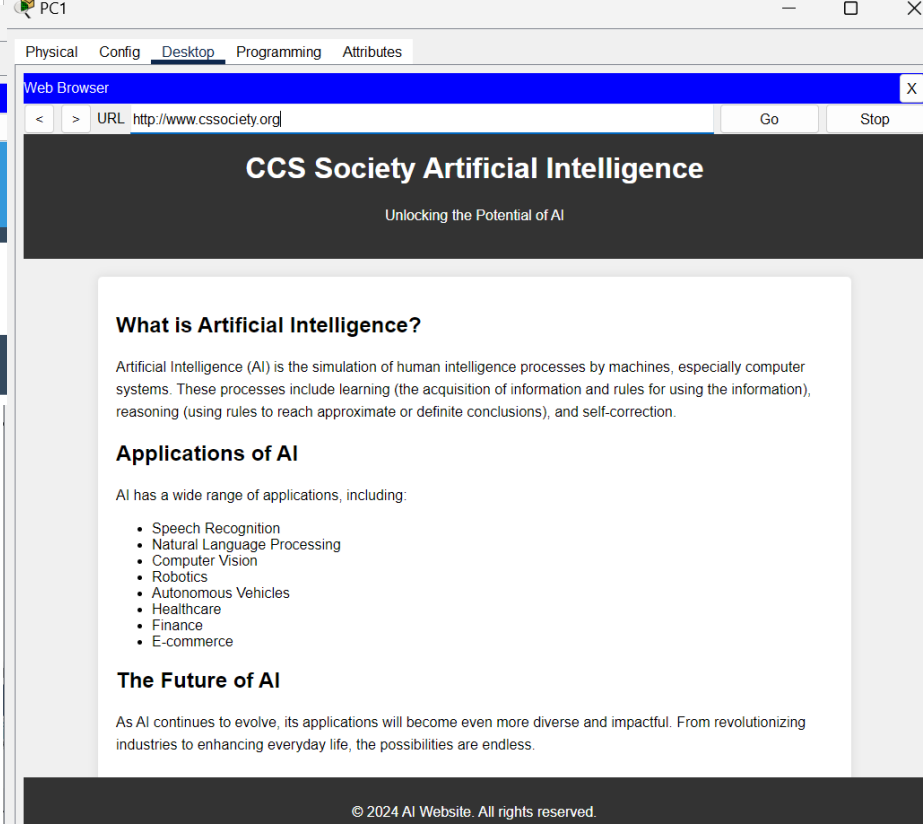 PC1
Physical Config Desktop Programming Attributes
Web Browser
X
< > URL http://www.cssociety.org Go Stop
CCS Society Artificial Intelligence
Unlocking the Potential of AI
What is Artificial Intelligence?
Artificial Intelligence (AI) is the simulation of human intelligence processes by machines, especially computer
systems. These processes include learning (the acquisition of information and rules for using the information),
reasoning (using rules to reach approximate or definite conclusions), and self-correction.
Applications of AI
AI has a wide range of applications, including:
• Speech Recognition
• Natural Language Processing
• Computer Vision
• Robotics
• Autonomous Vehicles
• Healthcare
• Finance
• E-commerce
The Future of AI
As AI continues to evolve, its applications will become even more diverse and impactful. From revolutionizing
industries to enhancing everyday life, the possibilities are endless.
© 2024 AI Website. All rights reserved.